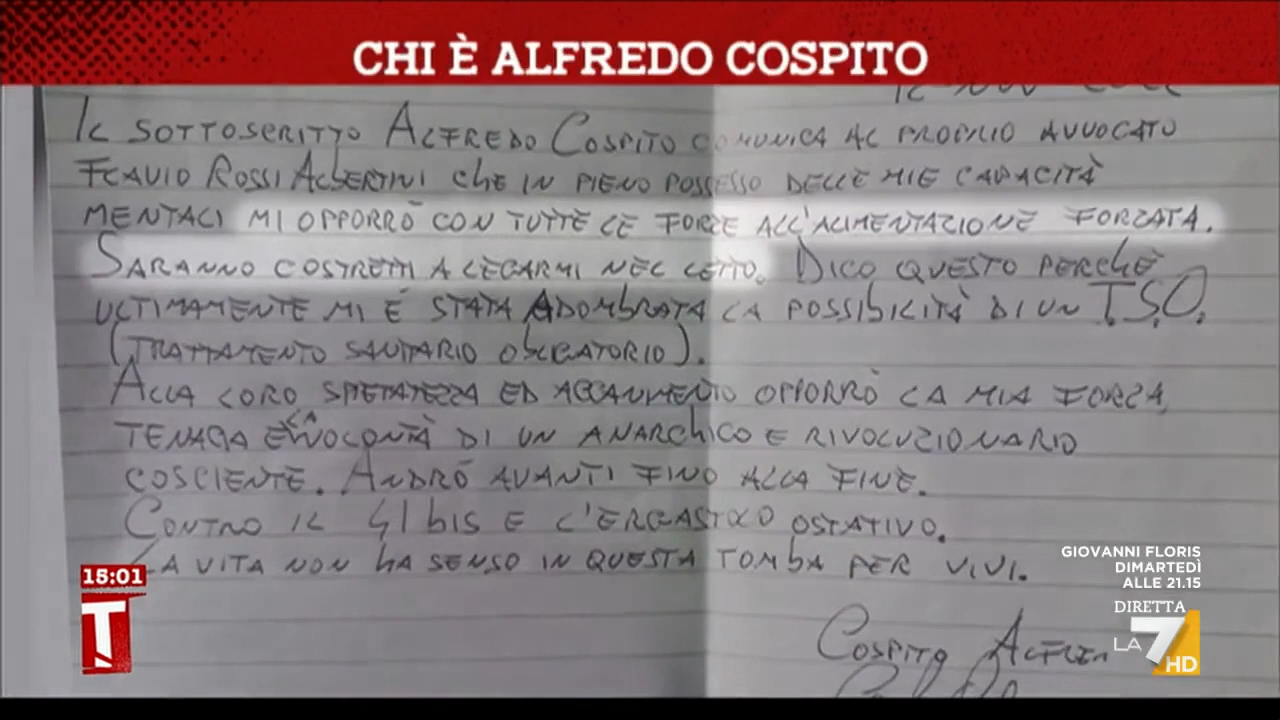 CHI È ALFREDO COSPITO
IL SOTTOSCRITTO ALFREDO COSPITO COMUNICA AL PROPRIO AVVOCATO
FLAVIO ROSSI ALBERTINI CHE IN PIENO POSSESSO DELLE MIE CAPACITÀ
MENTALI MI OPPORRÒ CON TUTTE LE FORZE ALL'ALIMENTAZIONE FORZATA.
SARANNO COSTRETTI A LEGARMI NEL LETTO. DICO QUESTO PERCHÈ
ULTIMAMENTE MI È STATA ADOMBRATA LA POSSIBILITÀ DI UN T.S.O.
(TRATTAMENTO SANITARIO OBLIGATORIO).
ALLA LORO SPIETATEZZA ED ACCANIMENTO OPPORRÒ LA MIA FORZA,
TENACIA E LA VOLONTÀ DI UN ANARCHICO E RIVOLUZIONARIO
COSCIENTE. ANDRÒ AVANTI FINO ALLA FINE.
CONTRO IL 41 bIS E L'ERGASTOLO OSTATIVO.
LA VITA NON HA SENSO IN QUESTA TOMBA PER VIVI.
COSPITO
15:01
T
GIOVANNI FLORIS
DIMARTEDÌ
ALLE 21.15
DIRETTA
LA 7 HD